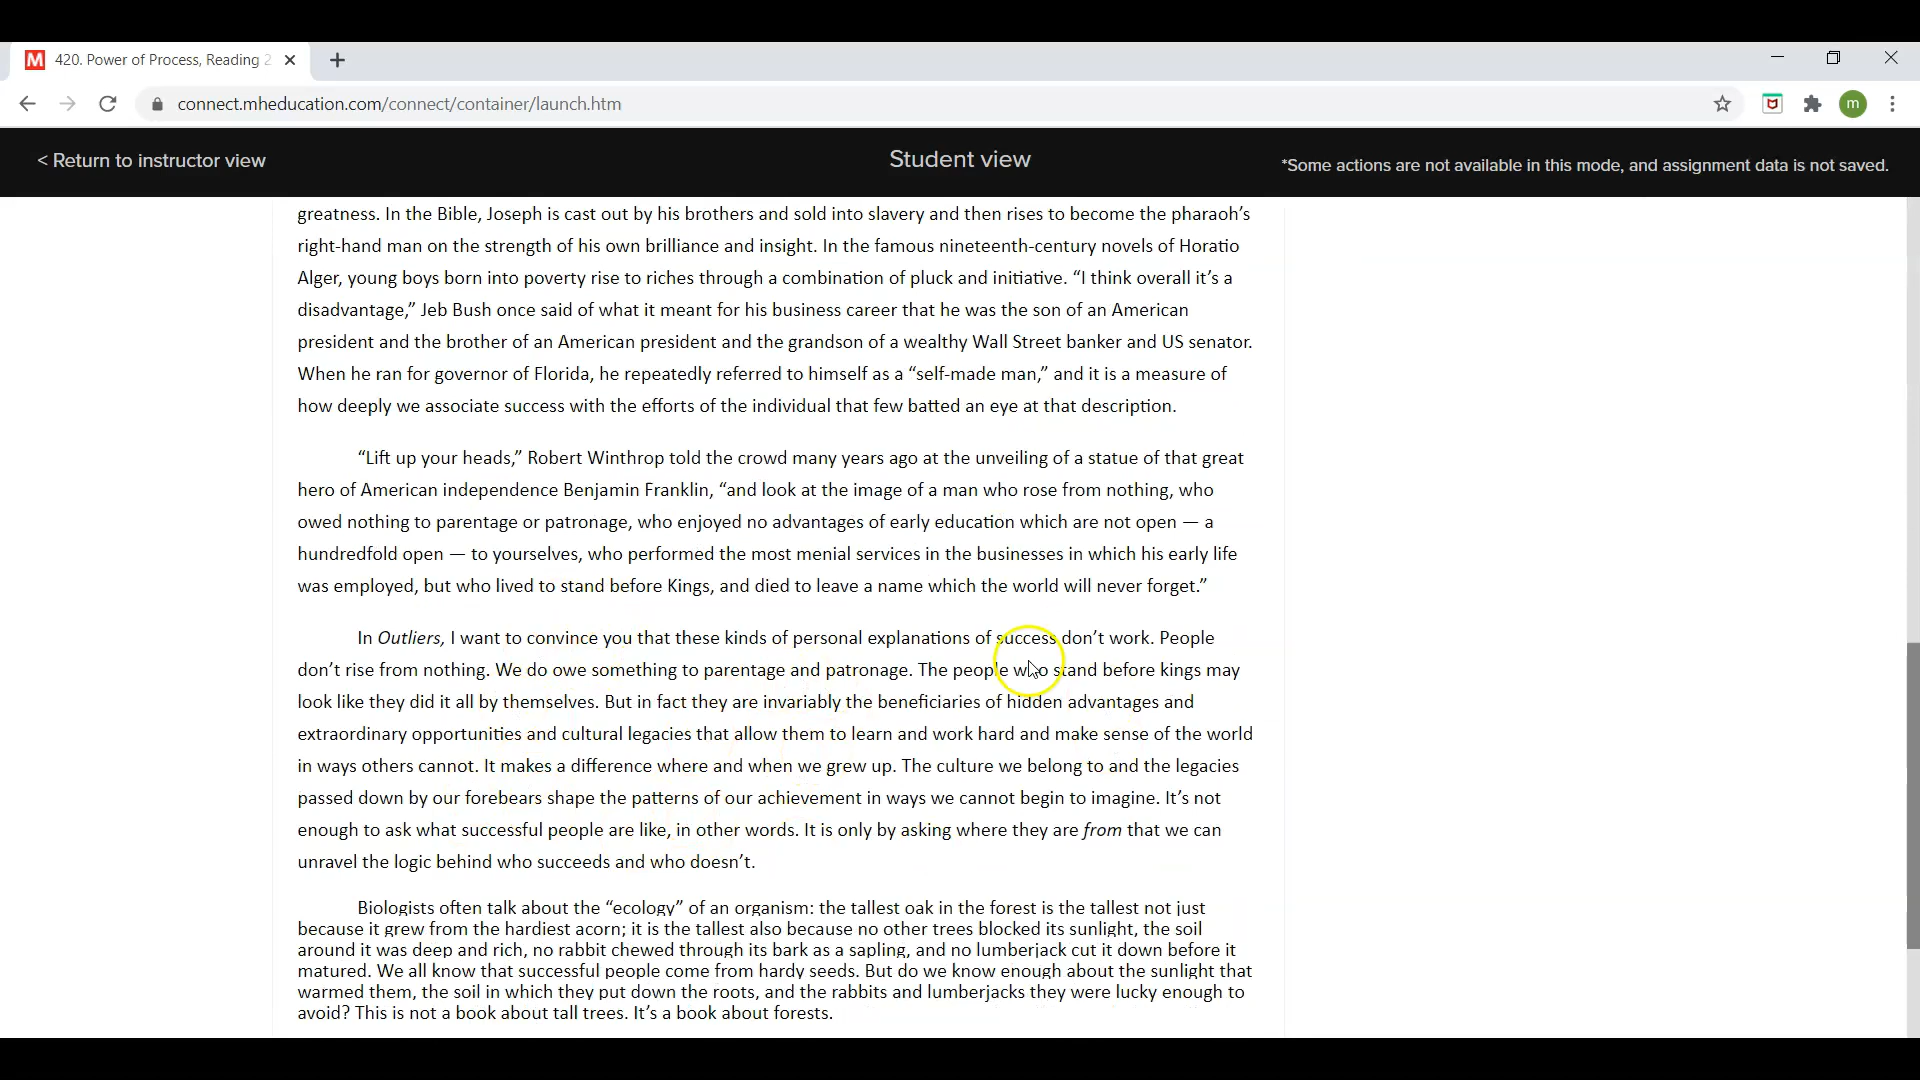 420. Power of Process, Reading 2
connect.mheducation.com/connect/container/launch.htm
m
< Return to instructor view
Student view
*Some actions are not available in this mode, and assignment data is not saved.
greatness. In the Bible, Joseph is cast out by his brothers and sold into slavery and then rises to become the pharaoh’s
right-hand man on the strength of his own brilliance and insight. In the famous nineteenth-century novels of Horatio
Alger, young boys born into poverty rise to riches through a combination of pluck and initiative. “I think overall it’s a
disadvantage,” Jeb Bush once said of what it meant for his business career that he was the son of an American
president and the brother of an American president and the grandson of a wealthy Wall Street banker and US senator.
When he ran for governor of Florida, he repeatedly referred to himself as a “self-made man,” and it is a measure of
how deeply we associate success with the efforts of the individual that few batted an eye at that description.
“Lift up your heads,” Robert Winthrop told the crowd many years ago at the unveiling of a statue of that great
hero of American independence Benjamin Franklin, “and look at the image of a man who rose from nothing, who
owed nothing to parentage or patronage, who enjoyed no advantages of early education which are not open — a
hundredfold open — to yourselves, who performed the most menial services in the businesses in which his early life
was employed, but who lived to stand before Kings, and died to leave a name which the world will never forget.”
In Outliers, I want to convince you that these kinds of personal explanations of success don’t work. People
don’t rise from nothing. We do owe something to parentage and patronage. The people who stand before kings may
look like they did it all by themselves. But in fact they are invariably the beneficiaries of hidden advantages and
extraordinary opportunities and cultural legacies that allow them to learn and work hard and make sense of the world
in ways others cannot. It makes a difference where and when we grew up. The culture we belong to and the legacies
passed down by our forebears shape the patterns of our achievement in ways we cannot begin to imagine. It’s not
enough to ask what successful people are like, in other words. It is only by asking where they are from that we can
unravel the logic behind who succeeds and who doesn’t.
Biologists often talk about the “ecology” of an organism: the tallest oak in the forest is the tallest not just
because it grew from the hardiest acorn; it is the tallest also because no other trees blocked its sunlight, the soil
around it was deep and rich, no rabbit chewed through its bark as a sapling, and no lumberjack cut it down before it
matured. We all know that successful people come from hardy seeds. But do we know enough about the sunlight that
warmed them, the soil in which they put down the roots, and the rabbits and lumberjacks they were lucky enough to
avoid? This is not a book about tall trees. It’s a book about forests.